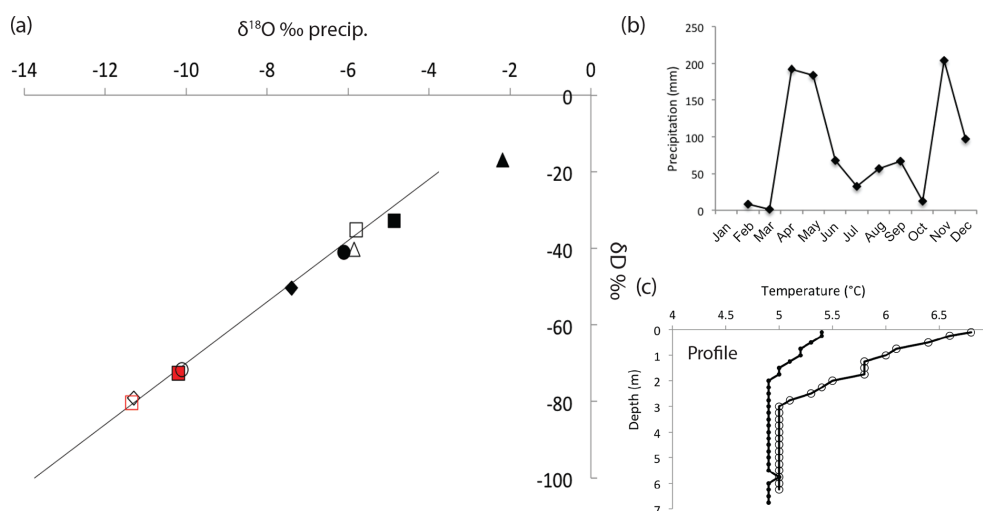 (a)
δ¹⁸O ‰ precip.
-14 -12 -10 -8 -6 -4 -2 0
0
-20
-40
-60
-80
-100
δD ‰
(b)
Precipitation (mm)
250
200
150
100
50
0
Jan Feb Mar Apr May Jun Jul Aug Sep Oct Nov Dec
(c)
Temperature (°C)
4 4.5 5 5.5 6 6.5
Profile
Depth (m)
0
1
2
3
4
5
6
7